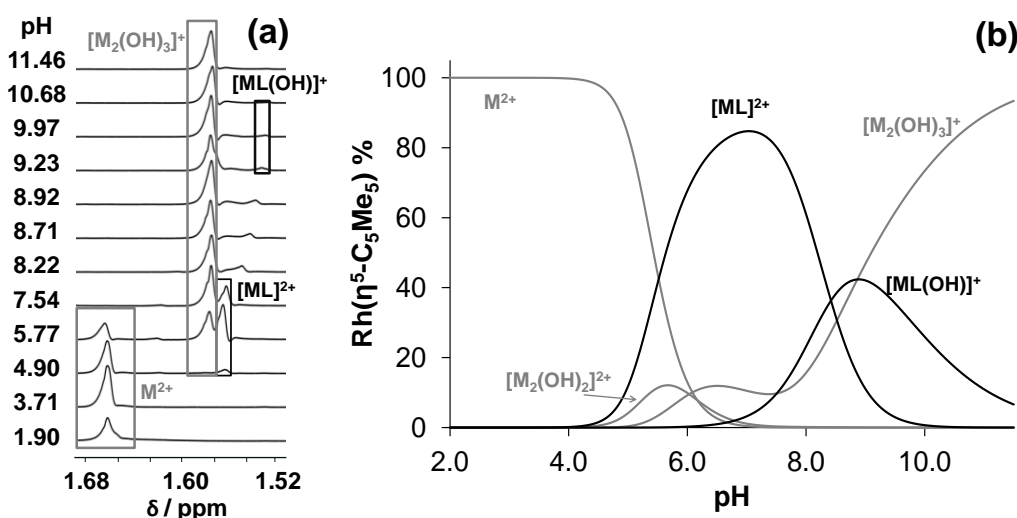 pH
(a)
[M₂(OH)₃]⁺
11.46
[ML(OH)]⁺
10.68
9.97
9.23
8.92
8.71
8.22
[ML]²⁺
7.54
5.77
4.90
M²⁺
3.71
1.90
1.68 1.60 1.52
δ / ppm
(b)
Rh(η⁵-C₅Me₅) %
100
80
60
40
20
0
M²⁺
[ML]²⁺
[M₂(OH)₃]⁺
[ML(OH)]⁺
[M₂(OH)₂]²⁺
2.0 4.0 6.0 8.0 10.0
pH